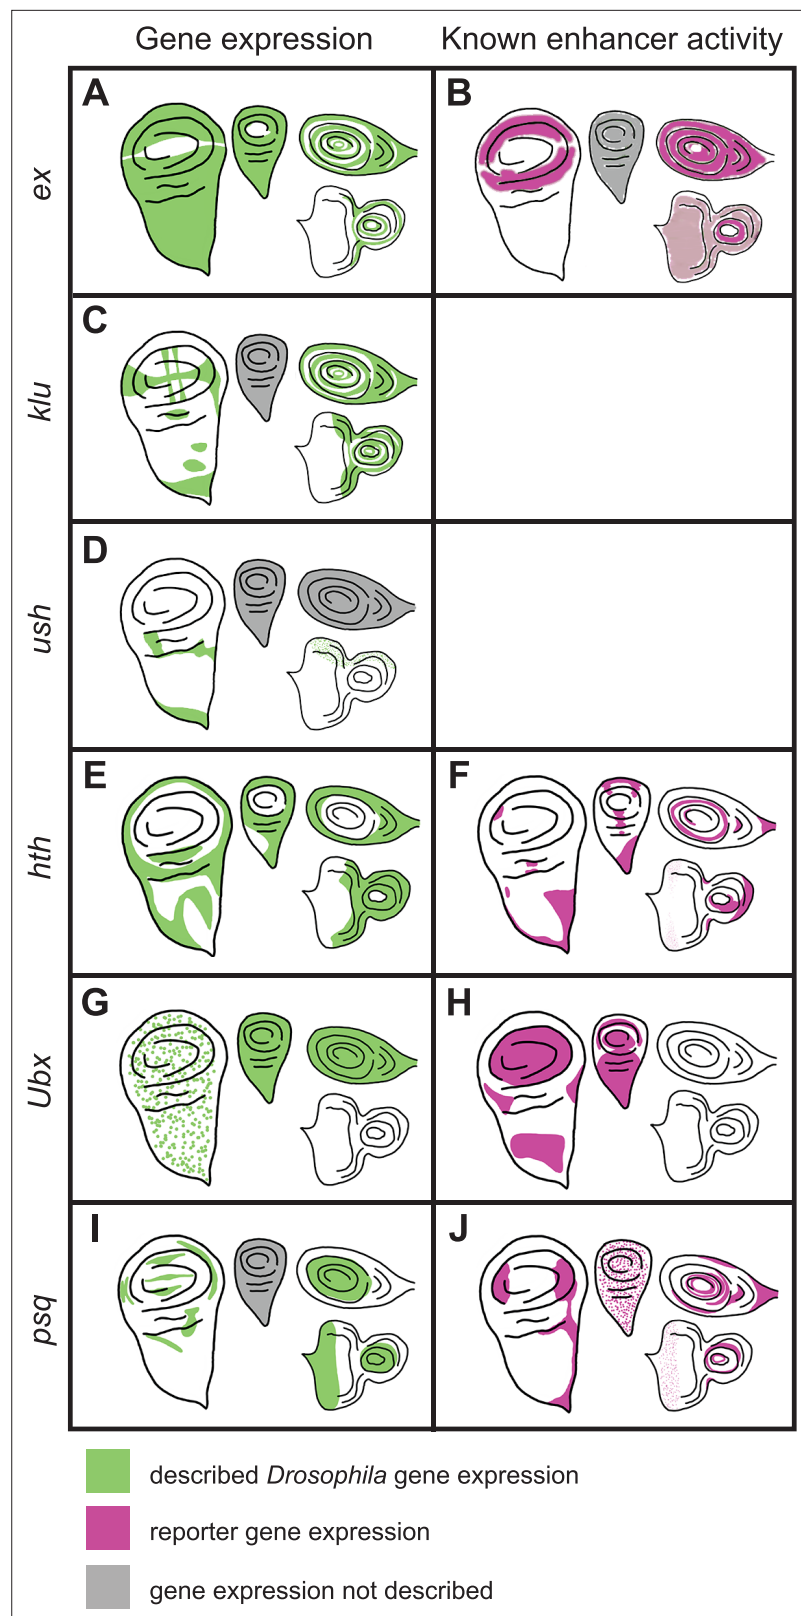 Gene expression
Known enhancer activity
ex
A
B
klu
C
ush
D
hth
E
F
Ubx
G
H
psq
I
J
described Drosophila gene expression
reporter gene expression
gene expression not described